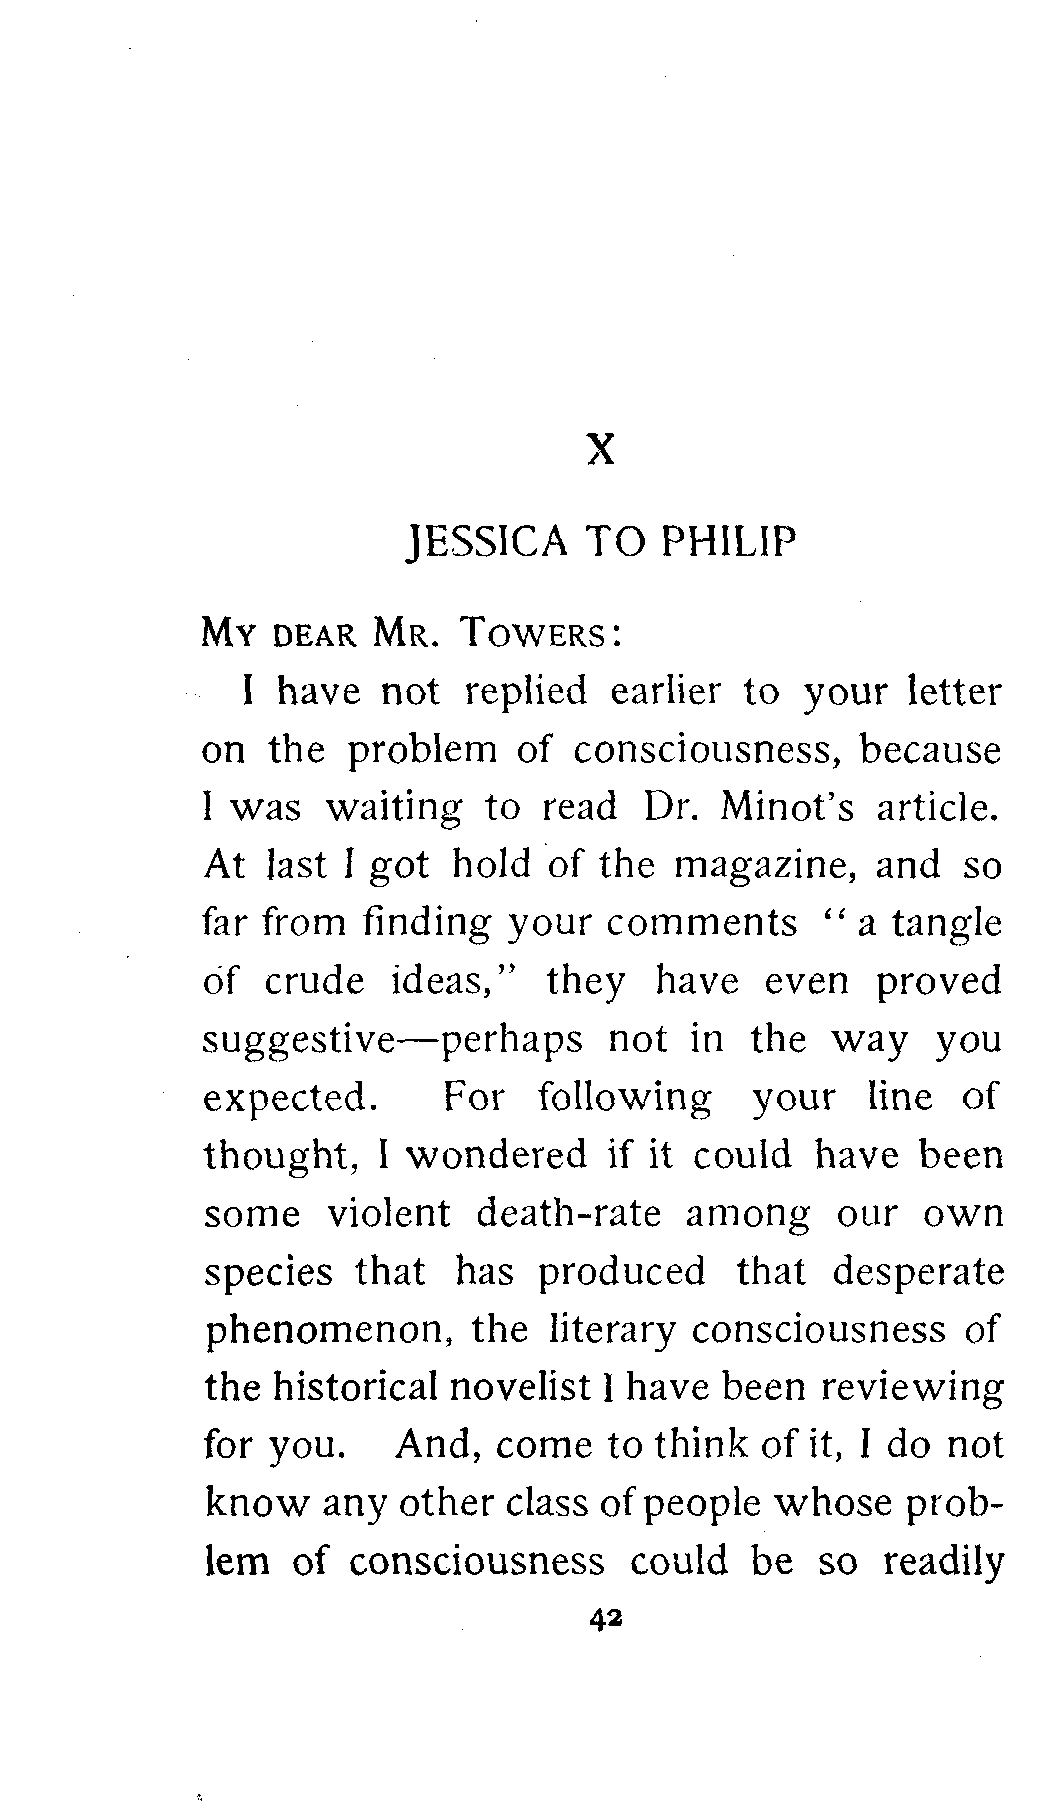 X
JESSICA TO PHILIP
My dear Mr. Towers:
I have not replied earlier to your letter
on the problem of consciousness, because
I was waiting to read Dr. Minot's article.
At last I got hold of the magazine, and so
far from finding your comments "a tangle
of crude ideas," they have even proved
suggestive—perhaps not in the way you
expected. For following your line of
thought, I wondered if it could have been
some violent death-rate among our own
species that has produced that desperate
phenomenon, the literary consciousness of
the historical novelist I have been reviewing
for you. And, come to think of it, I do not
know any other class of people whose prob-
lem of consciousness could be so readily
42